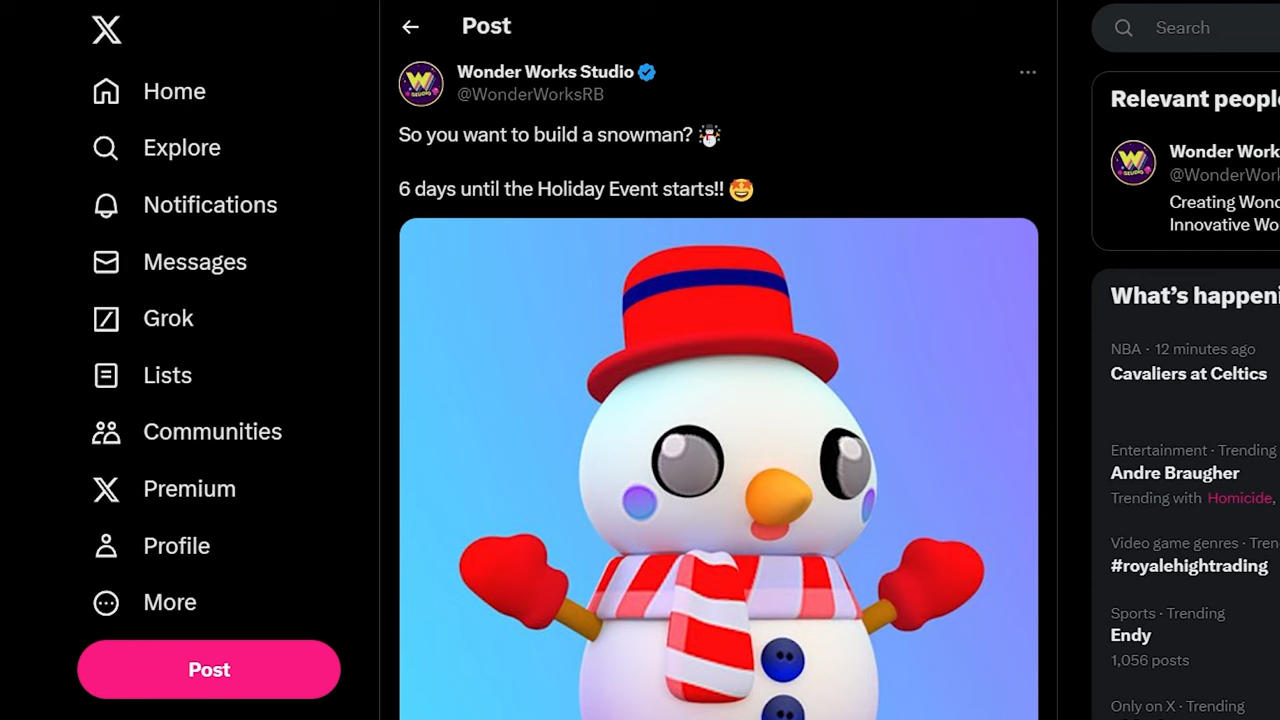 Home
Explore
Notifications
Messages
Grok
Lists
Communities
Premium
Profile
More
Post
Post
Wonder Works Studio
@WonderWorksRB
So you want to build a snowman? ☃️
6 days until the Holiday Event starts!! 🤩
Search
Relevant people
Wonder Work
@WonderWork
Creating Wond
Innovative Wo
What's happeni
NBA · 12 minutes ago
Cavaliers at Celtics
Entertainment · Trending
Andre Braugher
Trending with Homicide,
Video game genres · Tren
#royalehightrading
Sports · Trending
Endy
1,056 posts
Only on X · Trending